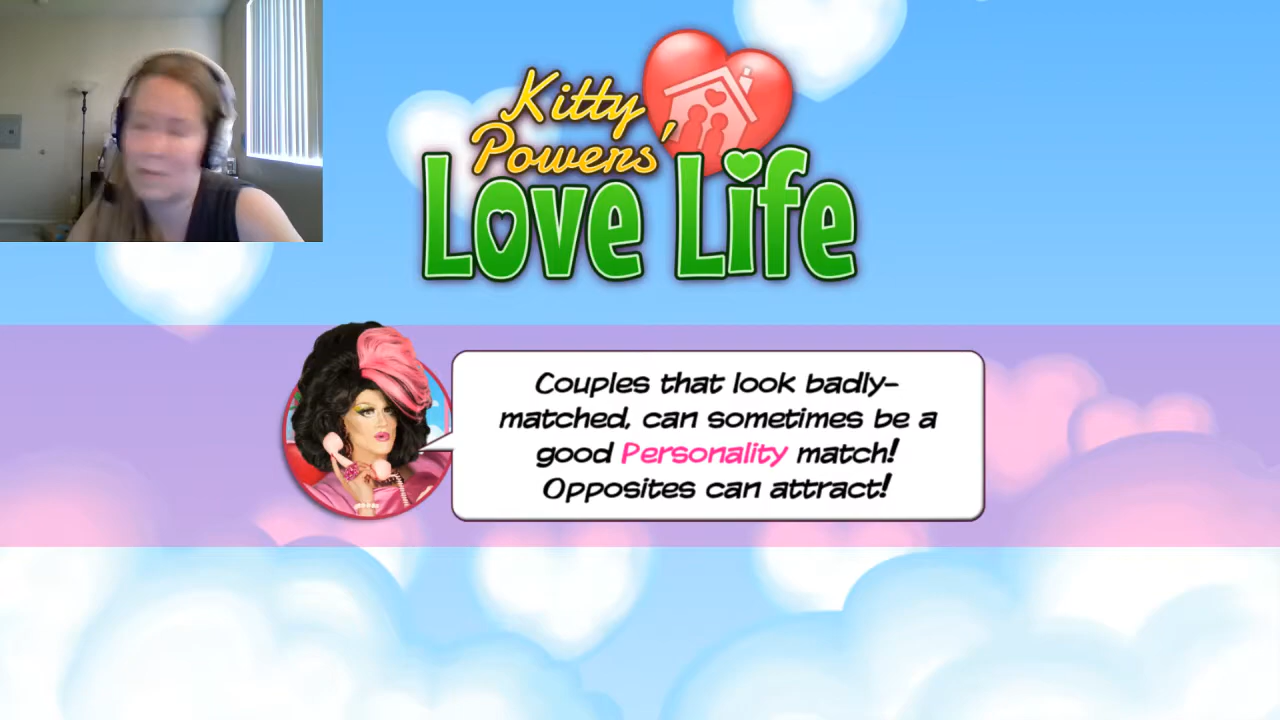 Kitty
Powers'
Love Life
Couples that look badly-
matched, can sometimes be a
good Personality match!
Opposites can attract!